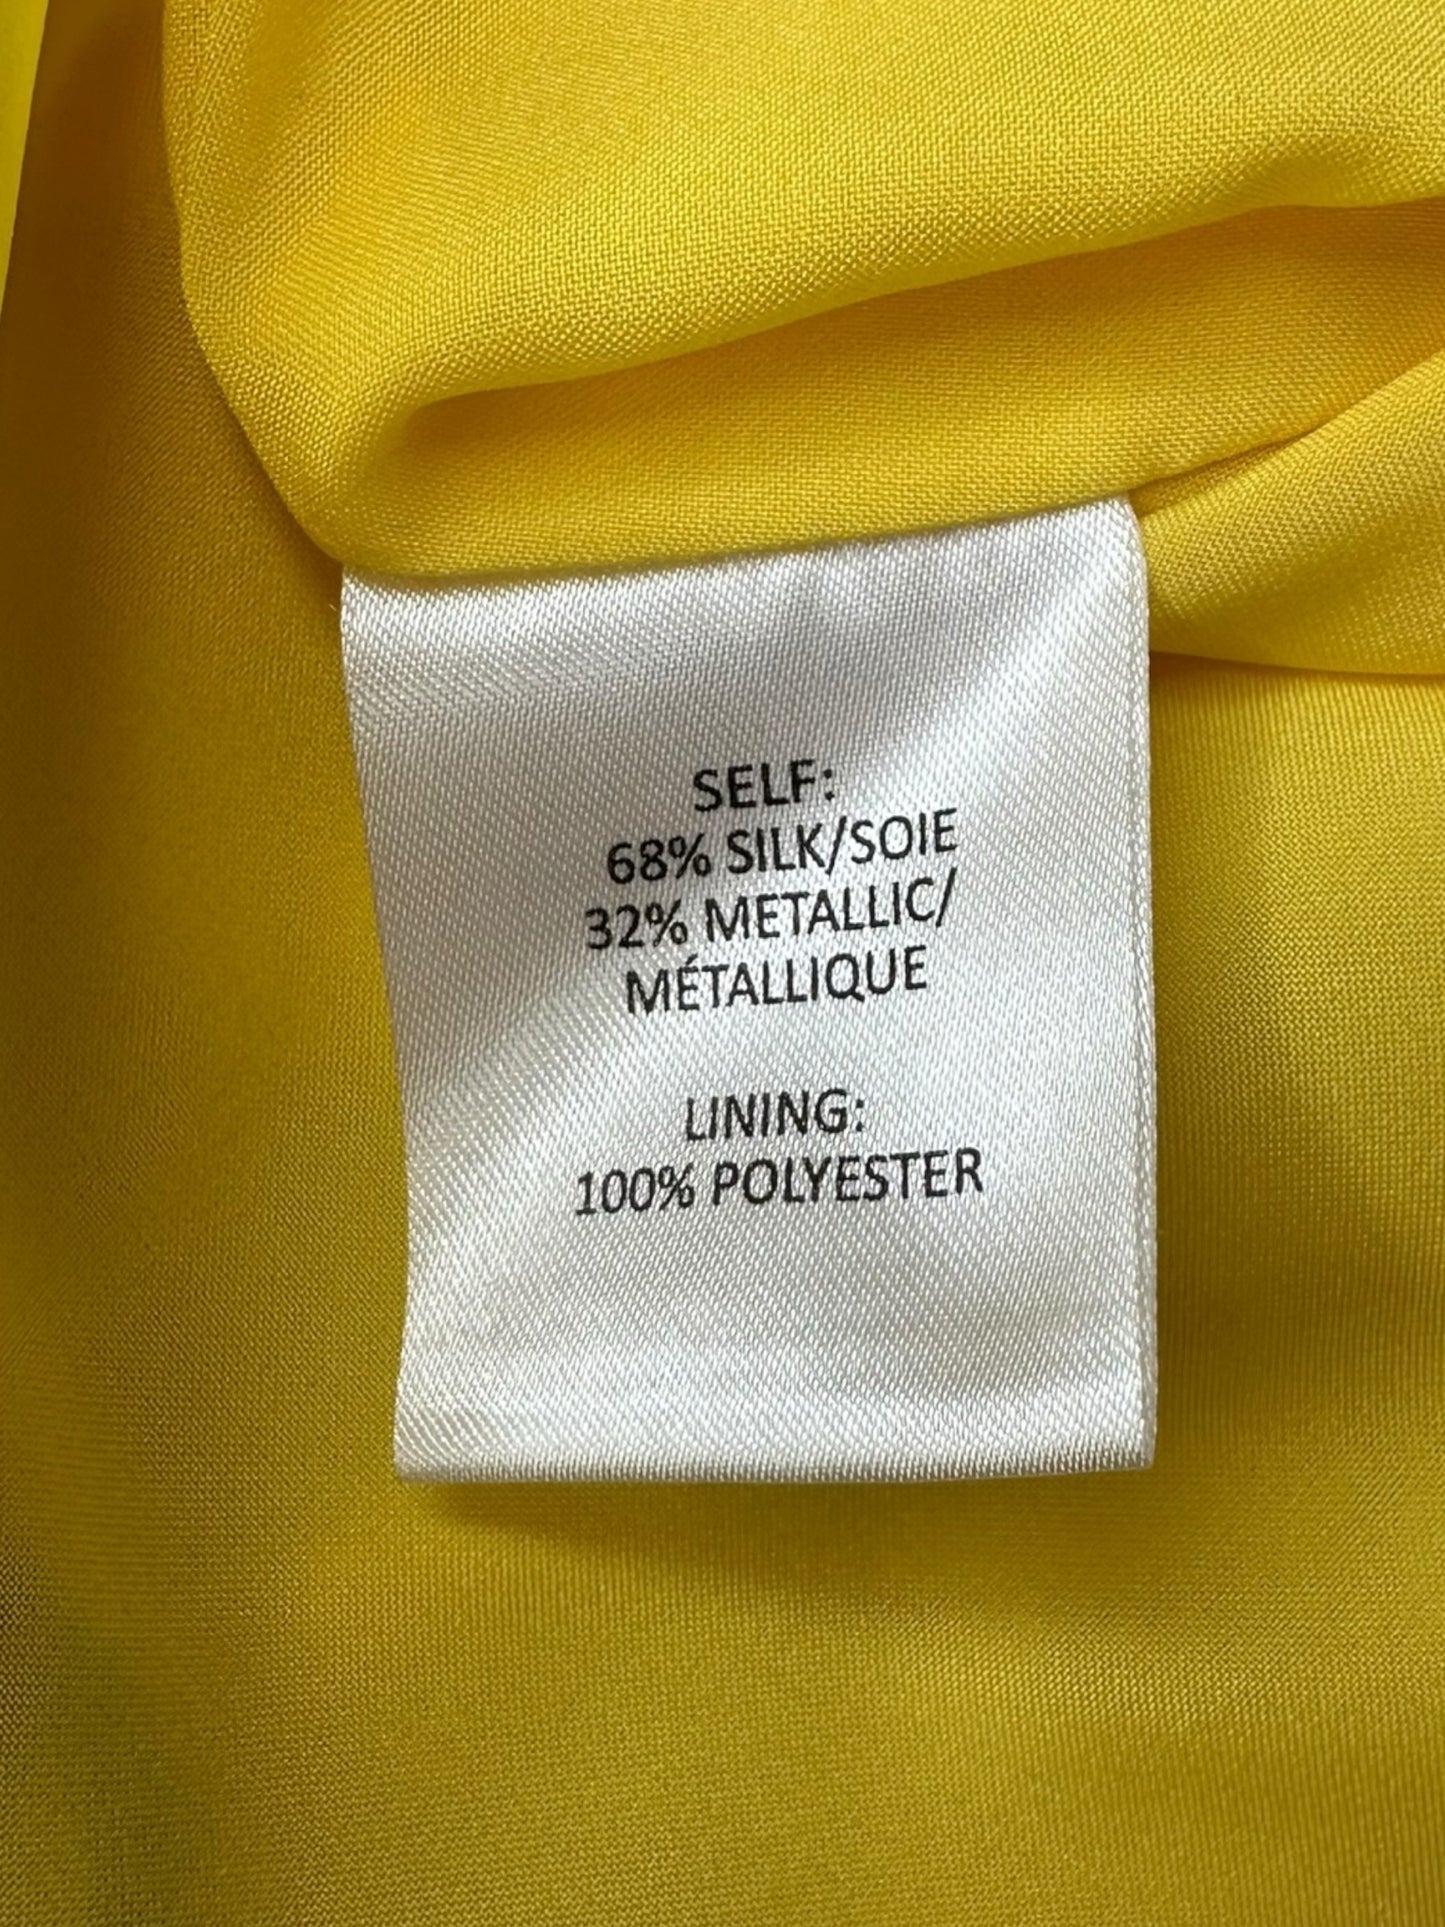 SELF:
68% SILK/SOIE
32% METALLIC/
MÉTALLIQUE
LINING:
100% POLYESTER